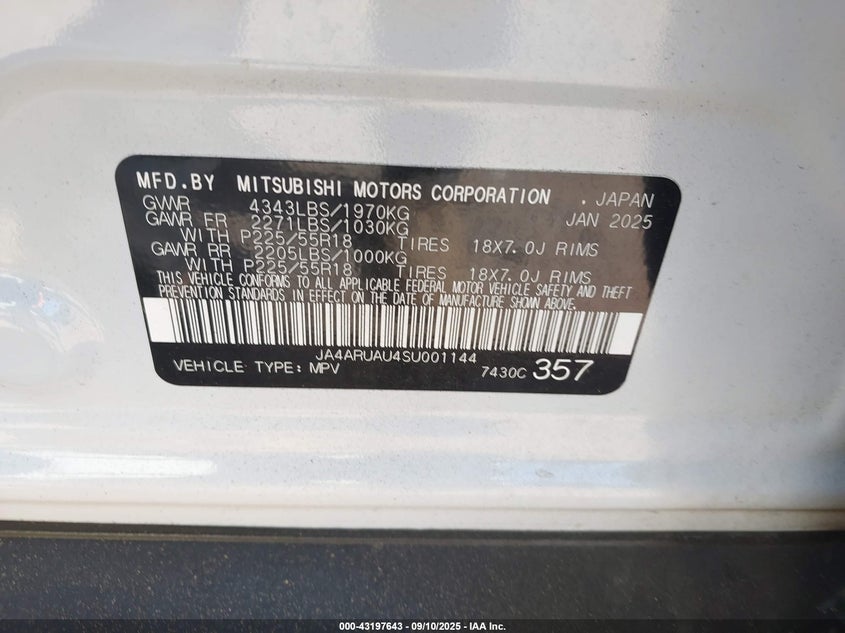 MFD.BY MITSUBISHI MOTORS CORPORATION . JAPAN
GVWR 4343LBS/1970KG JAN 2025
GAWR FR 2271LBS/1030KG
WITH P225/55R18 TIRES 18X7.0J RIMS
GAWR RR 2205LBS/1000KG
WITH P225/55R18 TIRES 18X7.0J RIMS
THIS VEHICLE CONFORMS TO ALL APPLICABLE FEDERAL MOTOR VEHICLE SAFETY AND THEFT
PREVENTION STANDARDS IN EFFECT ON THE DATE OF MANUFACTURE SHOWN ABOVE.
JA4ARUAU4SU001144
VEHICLE TYPE: MPV 7430C 357
000-43197643 | 09/10/2025 | IAA Inc.